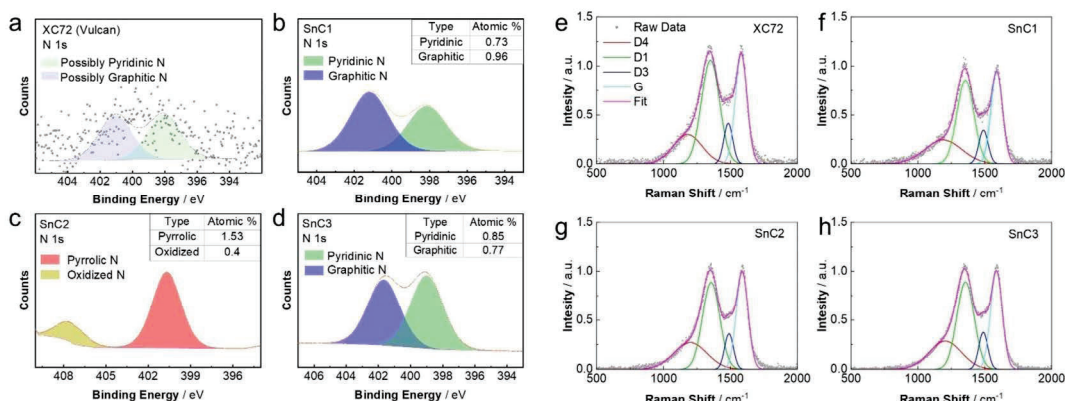 a
XC72 (Vulcan)
N 1s
Possibly Pyridinic N
Possibly Graphitic N
Counts
404 402 400 398 396 394 392
Binding Energy / eV
b
SnC1
N 1s
Type Atomic %
Pyridinic 0.73
Graphitic 0.96
Pyridinic N
Graphitic N
Counts
404 402 400 398 396 394
Binding Energy / eV
c
SnC2
N 1s
Type Atomic %
Pyrrolic 1.53
Oxidized 0.4
Pyrrolic N
Oxidized N
Counts
408 404 400 396
Binding Energy / eV
d
SnC3
N 1s
Type Atomic %
Pyridinic 0.85
Graphitic 0.77
Pyridinic N
Graphitic N
Counts
406 404 402 400 398 396 394
Binding Energy / eV
e
XC72
Raw Data
D4
D1
D3
G
Fit
Intesity / a.u.
1.5
1.0
0.5
0.0
500 1000 1500 2000
Raman Shift / cm⁻¹
f
SnC1
Intesity / a.u.
1.5
1.0
0.5
0.0
500 1000 1500 2000
Raman Shift / cm⁻¹
g
SnC2
Intesity / a.u.
1.5
1.0
0.5
0.0
500 1000 1500 2000
Raman Shift / cm⁻¹
h
SnC3
Intesity / a.u.
1.5
1.0
0.5
0.0
500 1000 1500 2000
Raman Shift / cm⁻¹